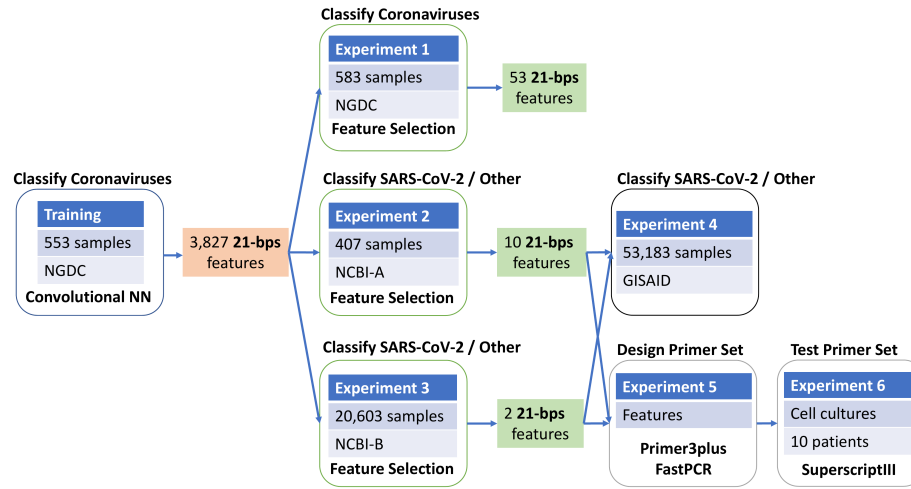 Classify Coronaviruses
Training
553 samples
NGDC
Convolutional NN
3,827 21-bps
features
Classify Coronaviruses
Experiment 1
583 samples
NGDC
Feature Selection
53 21-bps
features
Classify SARS-CoV-2 / Other
Experiment 2
407 samples
NCBI-A
Feature Selection
10 21-bps
features
Classify SARS-CoV-2 / Other
Experiment 3
20,603 samples
NCBI-B
Feature Selection
2 21-bps
features
Classify SARS-CoV-2 / Other
Experiment 4
53,183 samples
GISAID
Design Primer Set
Experiment 5
Features
Primer3plus
FastPCR
Test Primer Set
Experiment 6
Cell cultures
10 patients
SuperscriptIII